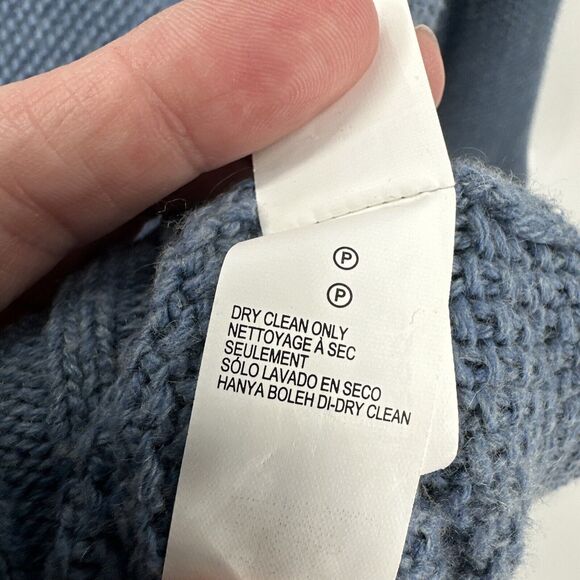 P
P
DRY CLEAN ONLY
NETTOYAGE À SEC
SEULEMENT
SÓLO LAVADO EN SECO
HANYA BOLEH DI-DRY CLEAN